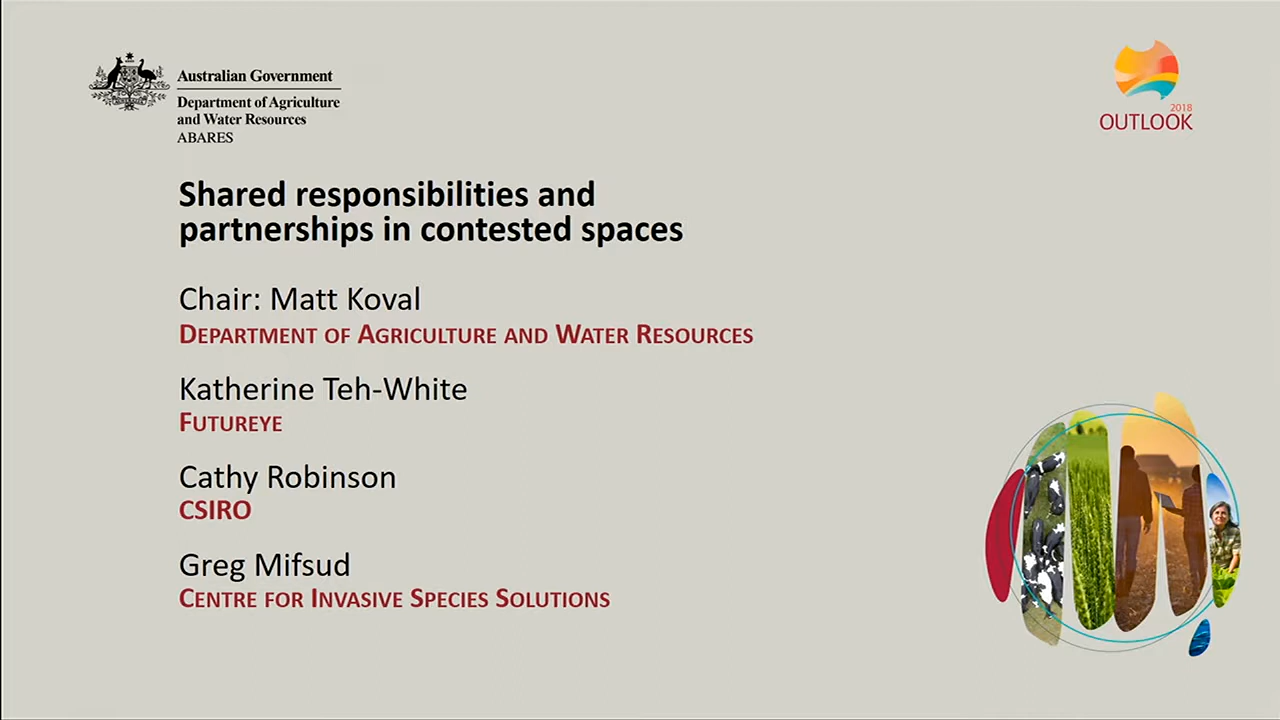 Australian Government
Department of Agriculture
and Water Resources
ABARES
2018
OUTLOOK
Shared responsibilities and
partnerships in contested spaces
Chair: Matt Koval
DEPARTMENT OF AGRICULTURE AND WATER RESOURCES
Katherine Teh-White
FUTUREYE
Cathy Robinson
CSIRO
Greg Mifsud
CENTRE FOR INVASIVE SPECIES SOLUTIONS